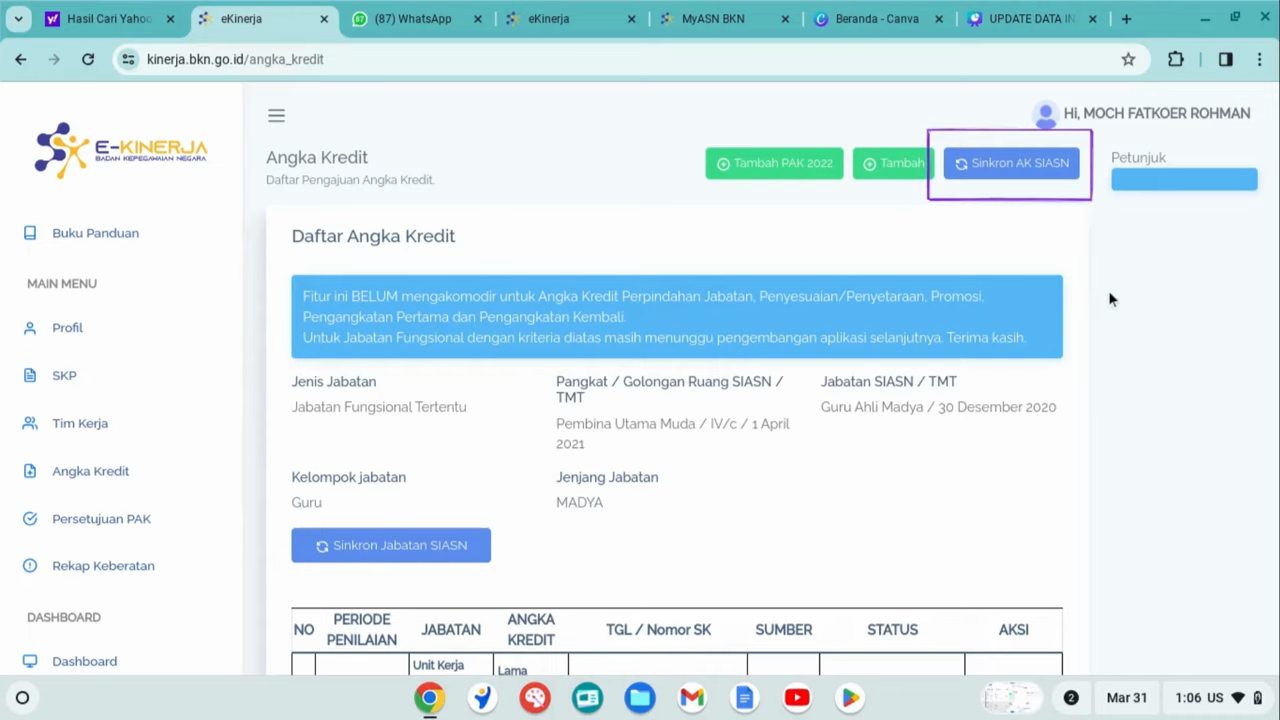 Hasil Cari Yahoo
eKinerja
(87) WhatsApp
eKinerja
MyASN BKN
Beranda - Canva
UPDATE DATA IN
kinerja.bkn.go.id/angka_kredit
E-KINERJA
BADAN KEPEGAWAIAN NEGARA
Hi, MOCH FATKOER ROHMAN
Angka Kredit
Daftar Pengajuan Angka Kredit.
Tambah PAK 2022
Tambah
Sinkron AK SIASN
Petunjuk
Buku Panduan
MAIN MENU
Profil
SKP
Tim Kerja
Angka Kredit
Persetujuan PAK
Rekap Keberatan
DASHBOARD
Dashboard
Daftar Angka Kredit
Fitur ini BELUM mengakomodir untuk Angka Kredit Perpindahan Jabatan, Penyesuaian/Penyetaraan, Promosi,
Pengangkatan Pertama dan Pengangkatan Kembali.
Untuk Jabatan Fungsional dengan kriteria diatas masih menunggu pengembangan aplikasi selanjutnya. Terima kasih.
Jenis Jabatan
Jabatan Fungsional Tertentu
Pangkat / Golongan Ruang SIASN /
TMT
Pembina Utama Muda / IV/c / 1 April
2021
Jabatan SIASN / TMT
Guru Ahli Madya / 30 Desember 2020
Kelompok jabatan
Guru
Jenjang Jabatan
MADYA
Sinkron Jabatan SIASN
NO
PERIODE
PENILAIAN
JABATAN
ANGKA
KREDIT
TGL / Nomor SK
SUMBER
STATUS
AKSI
Unit Kerja
Lama
2
Mar 31
1:06 US